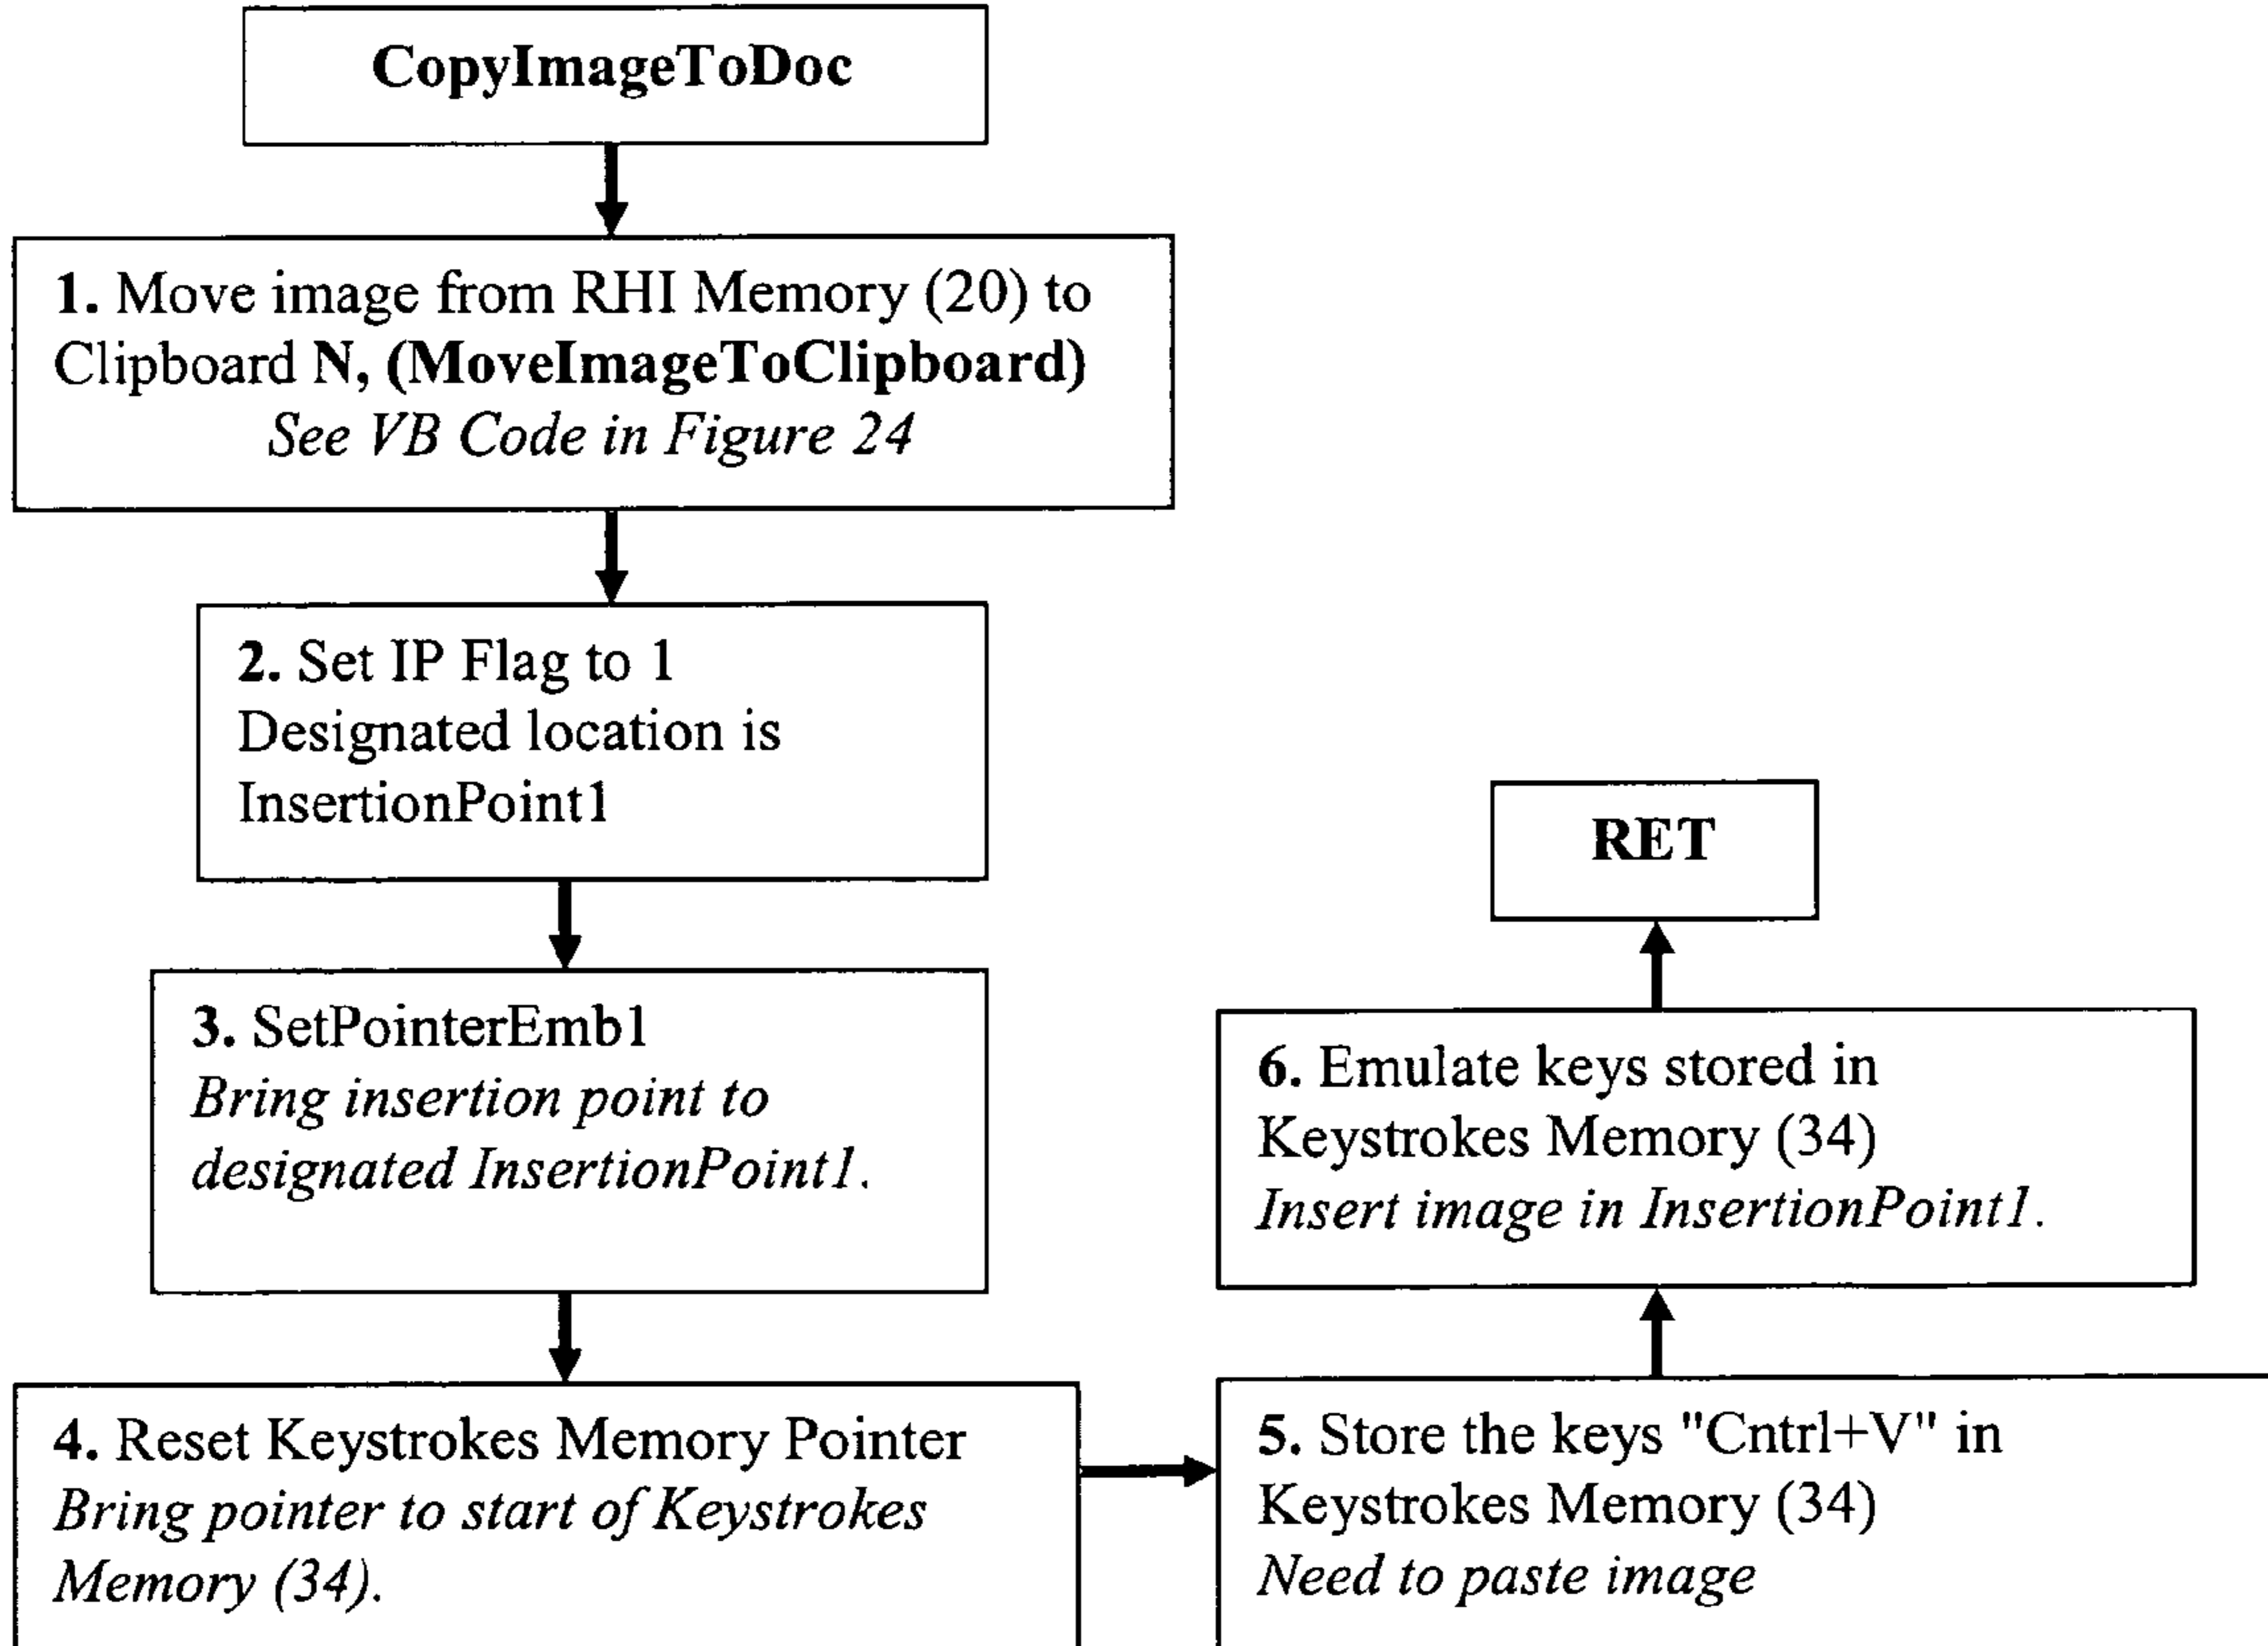 CopyImageToDoc
1. Move image from RHI Memory (20) to
Clipboard N, (MoveImageToClipboard)
See VB Code in Figure 24
2. Set IP Flag to 1
Designated location is
InsertionPoint1
3. SetPointerEmb1
Bring insertion point to
designated InsertionPoint1.
4. Reset Keystrokes Memory Pointer
Bring pointer to start of Keystrokes
Memory (34).
5. Store the keys "Cntrl+V" in
Keystrokes Memory (34)
Need to paste image
6. Emulate keys stored in
Keystrokes Memory (34)
Insert image in InsertionPoint1.
RET